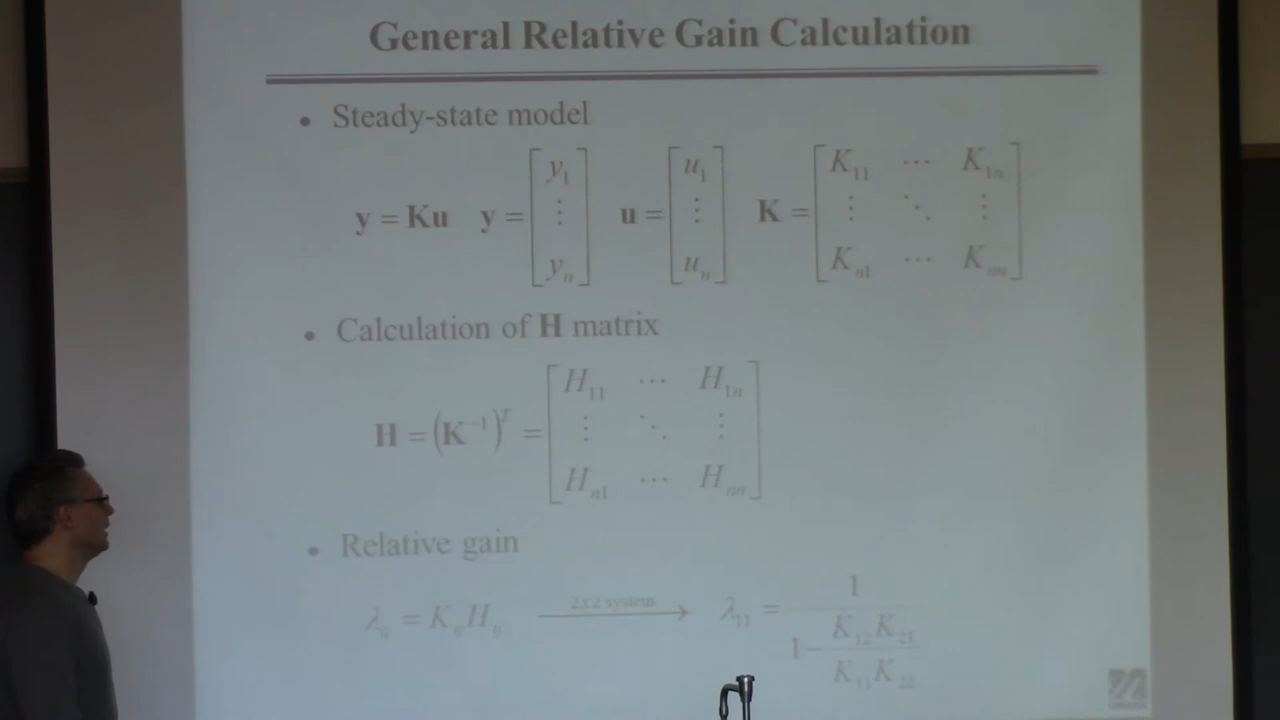 General Relative Gain Calculation
• Steady-state model
y = Ku   y = [y₁ ⋮ yₙ]   u = [u₁ ⋮ uₙ]   K = [K₁₁ ⋯ K₁ₙ ⋮ ⋱ ⋮ Kₙ₁ ⋯ Kₙₙ]
• Calculation of H matrix
H = (K⁻¹)ᵀ = [H₁₁ ⋯ H₁ₙ ⋮ ⋱ ⋮ Hₙ₁ ⋯ Hₙₙ]
• Relative gain
λᵢⱼ = KᵢⱼHᵢⱼ   2x2 system →   λ₁₁ = 1 / (1 − K₁₂K₂₁ / K₁₁K₂₂)